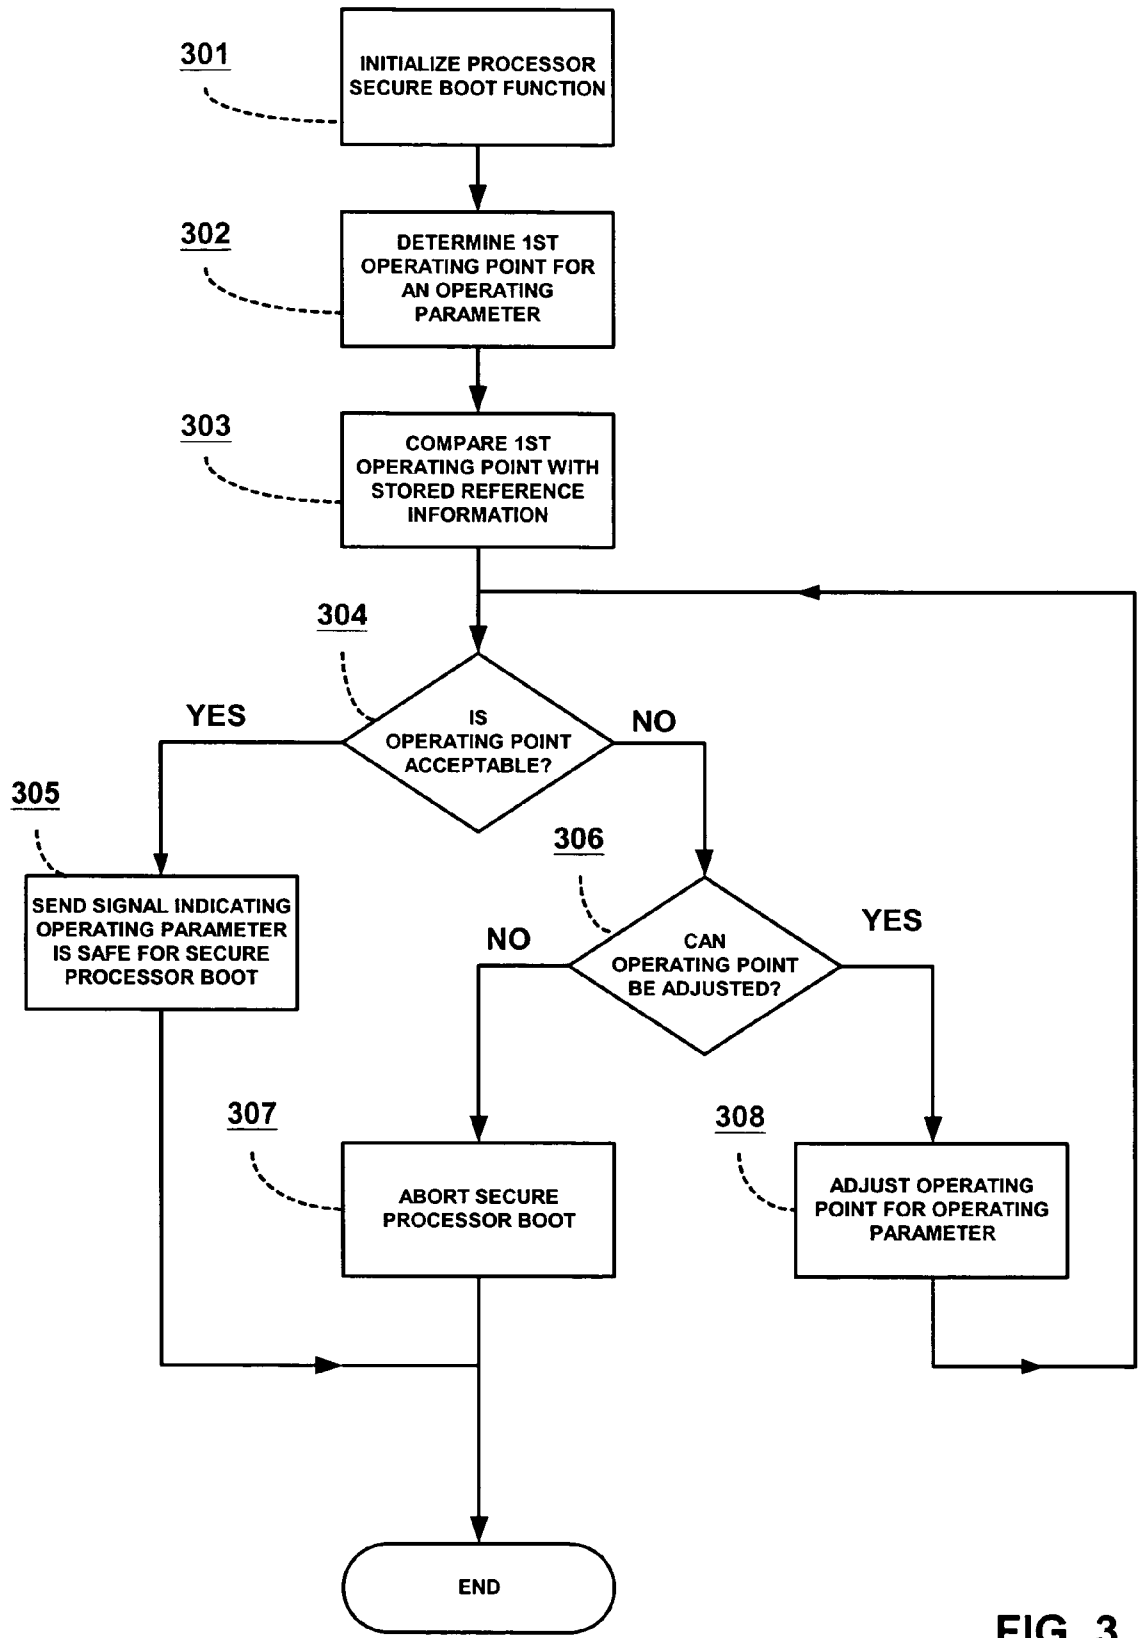 301
INITIALIZE PROCESSOR
SECURE BOOT FUNCTION
302
DETERMINE 1ST
OPERATING POINT FOR
AN OPERATING
PARAMETER
303
COMPARE 1ST
OPERATING POINT WITH
STORED REFERENCE
INFORMATION
304
IS
OPERATING POINT
ACCEPTABLE?
YES
NO
305
SEND SIGNAL INDICATING
OPERATING PARAMETER
IS SAFE FOR SECURE
PROCESSOR BOOT
306
CAN
OPERATING POINT
BE ADJUSTED?
NO
YES
307
ABORT SECURE
PROCESSOR BOOT
308
ADJUST OPERATING
POINT FOR OPERATING
PARAMETER
END
FIG. 3